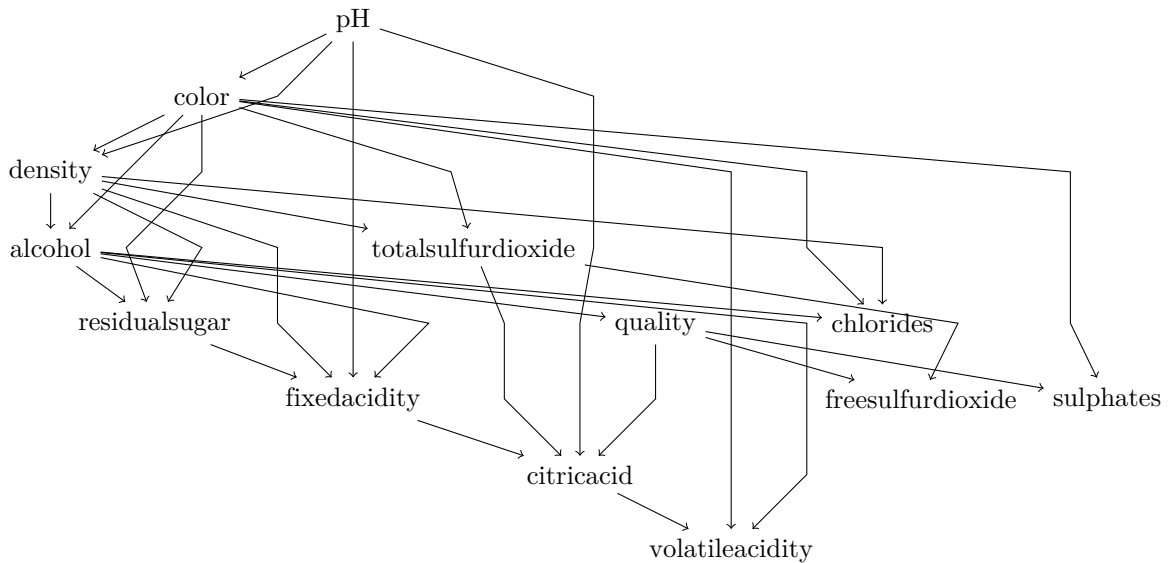 pH
color
density
alcohol totalsulfurdioxide
residualsugar quality chlorides
fixedacidity freesulfurdioxide sulphates
citricacid
volatileacidity